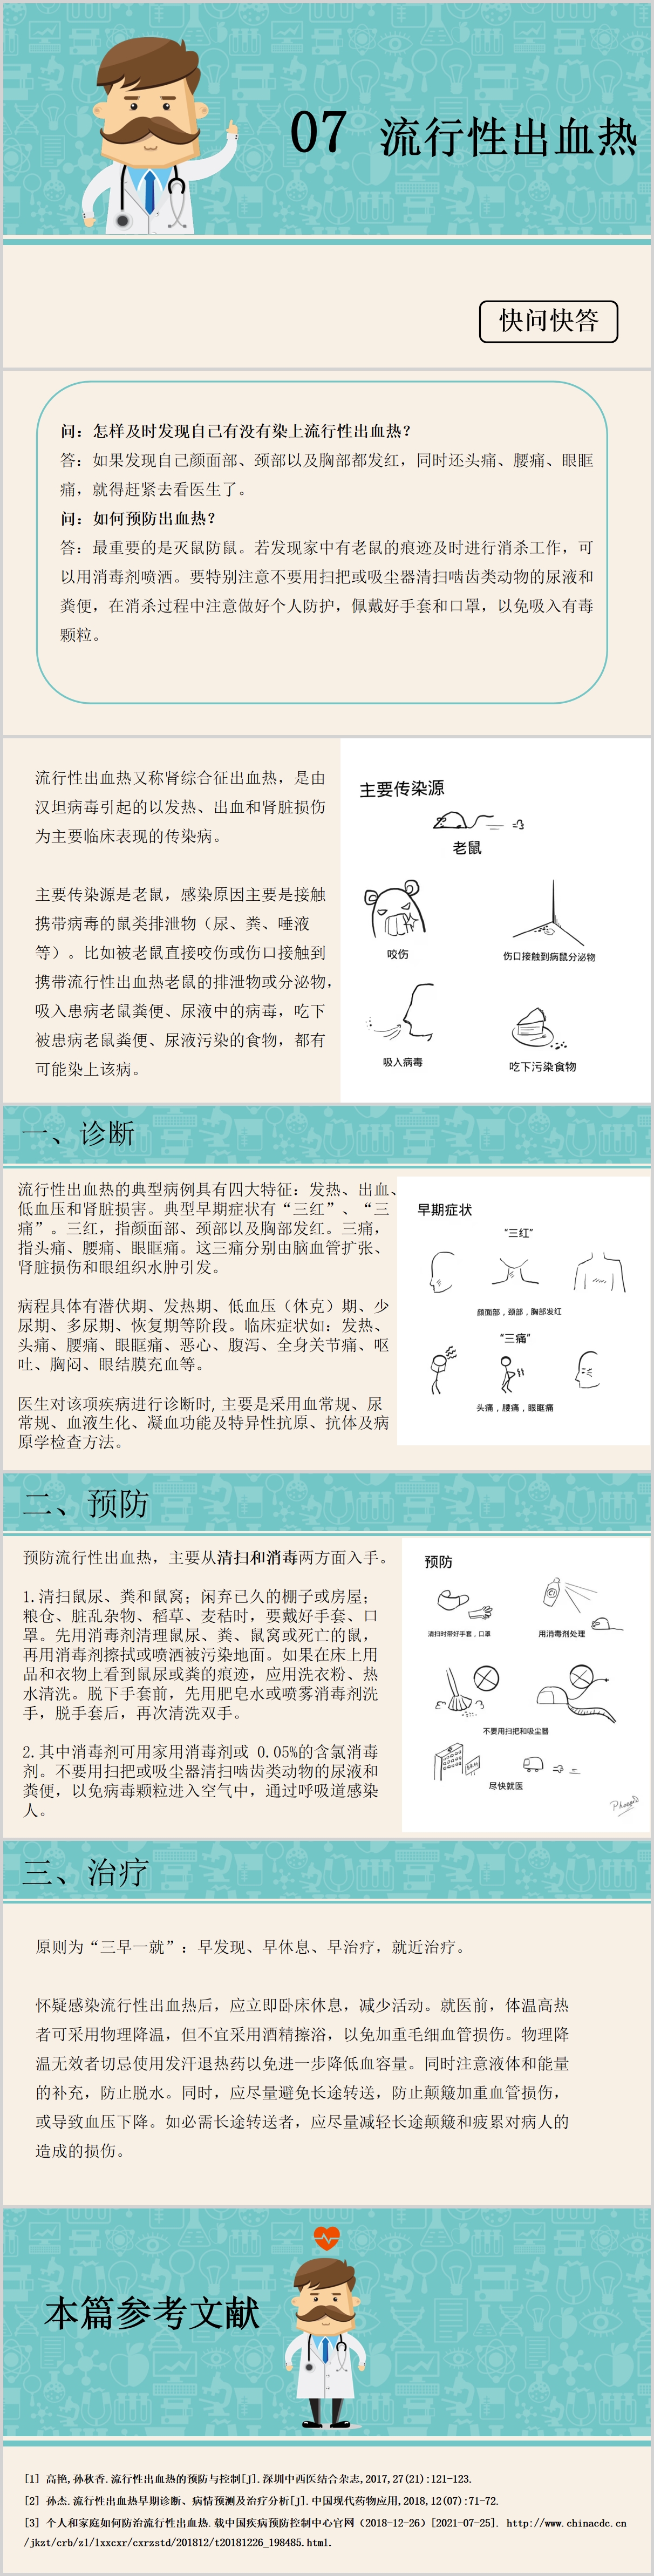 07 流行性出血热
快问快答
问：怎样及时发现自己有没有染上流行性出血热？
答：如果发现自己颜面部、颈部以及胸部都发红，同时还头痛、腰痛、眼眶
痛，就得赶紧去看医生了。
问：如何预防出血热？
答：最重要的是灭鼠防鼠。若发现家中有老鼠的痕迹及时进行消杀工作，可
以用消毒剂喷洒。要特别注意不要用扫把或吸尘器清扫啮齿类动物的尿液和
粪便，在消杀过程中注意做好个人防护，佩戴好手套和口罩，以免吸入有毒
颗粒。
流行性出血热又称肾综合征出血热，是由
汉坦病毒引起的以发热、出血和肾脏损伤
为主要临床表现的传染病。
主要传染源是老鼠，感染原因主要是接触
携带病毒的鼠类排泄物（尿、粪、唾液
等）。比如被老鼠直接咬伤或伤口接触到
携带流行性出血热老鼠的排泄物或分泌物，
吸入患病老鼠粪便、尿液中的病毒，吃下
被患病老鼠粪便、尿液污染的食物，都有
可能染上该病。
主要传染源
老鼠
咬伤
伤口接触到病鼠分泌物
吸入病毒
吃下污染食物
一、诊断
流行性出血热的典型病例具有四大特征：发热、出血、
低血压和肾脏损害。典型早期症状有“三红”、“三
痛”。三红，指颜面部、颈部以及胸部发红。三痛，
指头痛、腰痛、眼眶痛。这三痛分别由脑血管扩张、
肾脏损伤和眼组织水肿引发。
病程具体有潜伏期、发热期、低血压（休克）期、少
尿期、多尿期、恢复期等阶段。临床症状如：发热、
头痛、腰痛、眼眶痛、恶心、腹泻、全身关节痛、呕
吐、胸闷、眼结膜充血等。
医生对该项疾病进行诊断时,主要是采用血常规、尿
常规、血液生化、凝血功能及特异性抗原、抗体及病
原学检查方法。
早期症状
“三红”
颜面部，颈部，胸部发红
“三痛”
头痛，腰痛，眼眶痛
二、预防
预防流行性出血热，主要从清扫和消毒两方面入手。
1.清扫鼠尿、粪和鼠窝；闲弃已久的棚子或房屋；
粮仓、脏乱杂物、稻草、麦秸时，要戴好手套、口
罩。先用消毒剂清理鼠尿、粪、鼠窝或死亡的鼠，
再用消毒剂擦拭或喷洒被污染地面。如果在床上用
品和衣物上看到鼠尿或粪的痕迹，应用洗衣粉、热
水清洗。脱下手套前，先用肥皂水或喷雾消毒剂洗
手，脱手套后，再次清洗双手。
2.其中消毒剂可用家用消毒剂或 0.05%的含氯消毒
剂。不要用扫把或吸尘器清扫啮齿类动物的尿液和
粪便，以免病毒颗粒进入空气中，通过呼吸道感染
人。
预防
清扫时带好手套，口罩
用消毒剂处理
不要用扫把和吸尘器
尽快就医
三、治疗
原则为“三早一就”：早发现、早休息、早治疗，就近治疗。
怀疑感染流行性出血热后，应立即卧床休息，减少活动。就医前，体温高热
者可采用物理降温，但不宜采用酒精擦浴，以免加重毛细血管损伤。物理降
温无效者切忌使用发汗退热药以免进一步降低血容量。同时注意液体和能量
的补充，防止脱水。同时，应尽量避免长途转送，防止颠簸加重血管损伤，
或导致血压下降。如必需长途转送者，应尽量减轻长途颠簸和疲累对病人的
造成的损伤。
本篇参考文献
[1] 高艳,孙秋香.流行性出血热的预防与控制[J].深圳中西医结合杂志,2017,27(21):121-123.
[2] 孙杰.流行性出血热早期诊断、病情预测及治疗分析[J].中国现代药物应用,2018,12(07):71-72.
[3] 个人和家庭如何防治流行性出血热.载中国疾病预防控制中心官网（2018-12-26）[2021-07-25]. http://www.chinacdc.cn
/jkzt/crb/zl/lxxcxr/cxrzstd/201812/t20181226_198485.html.